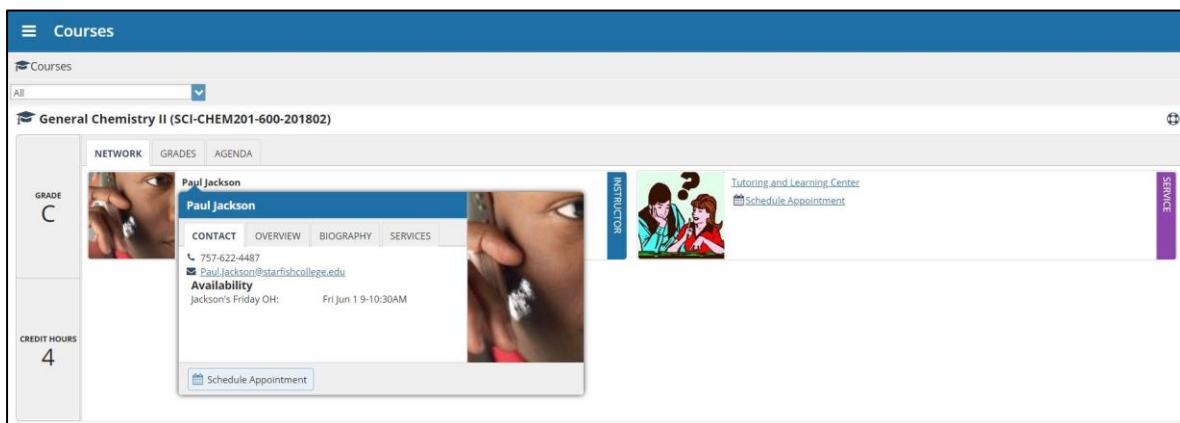 Courses
Courses
All
General Chemistry II (SCI-CHEM201-600-201802)
GRADE
C
CREDIT HOURS
4
NETWORK GRADES AGENDA
Paul Jackson
INSTRUCTOR
Paul Jackson
CONTACT OVERVIEW BIOGRAPHY SERVICES
757-622-4487
Paul.Jackson@starfishcollege.edu
Availability
Jackson's Friday OH: Fri Jun 1 9-10:30AM
Schedule Appointment
?
Tutoring and Learning Center
Schedule Appointment
SERVICE